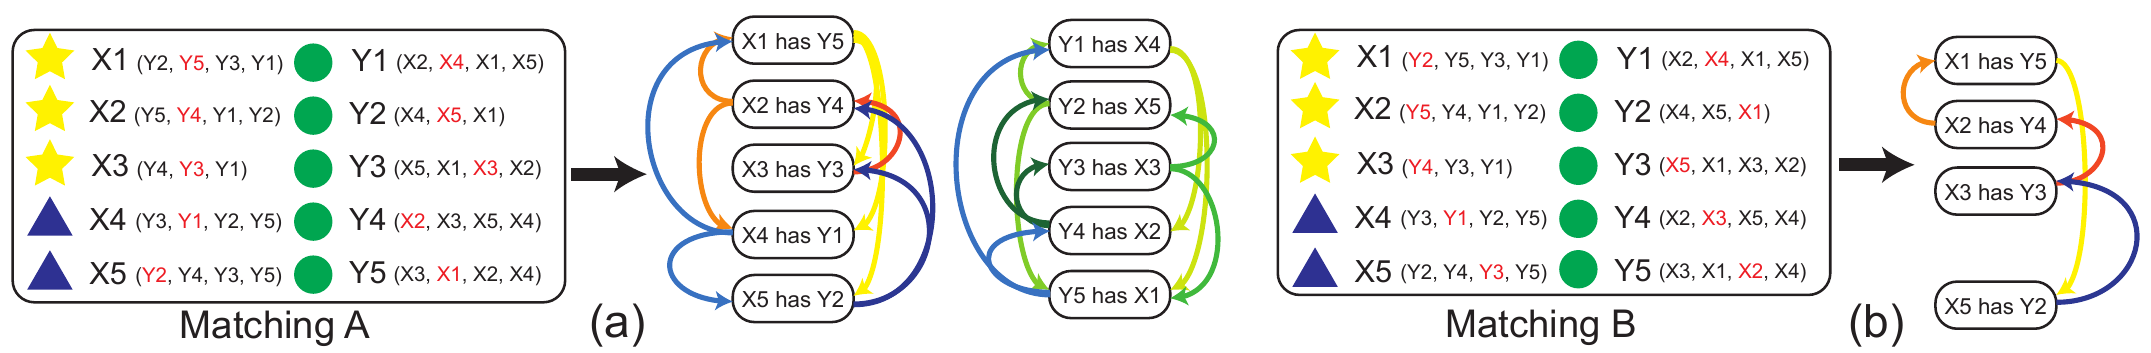 X1 (Y2, Y5, Y3, Y1) Y1 (X2, X4, X1, X5)
X2 (Y5, Y4, Y1, Y2) Y2 (X4, X5, X1)
X3 (Y4, Y3, Y1) Y3 (X5, X1, X3, X2)
X4 (Y3, Y1, Y2, Y5) Y4 (X2, X3, X5, X4)
X5 (Y2, Y4, Y3, Y5) Y5 (X3, X1, X2, X4)
Matching A
(a)
X1 has Y5
X2 has Y4
X3 has Y3
X4 has Y1
X5 has Y2
Y1 has X4
Y2 has X5
Y3 has X3
Y4 has X2
Y5 has X1
X1 (Y2, Y5, Y3, Y1) Y1 (X2, X4, X1, X5)
X2 (Y5, Y4, Y1, Y2) Y2 (X4, X5, X1)
X3 (Y4, Y3, Y1) Y3 (X5, X1, X3, X2)
X4 (Y3, Y1, Y2, Y5) Y4 (X2, X3, X5, X4)
X5 (Y2, Y4, Y3, Y5) Y5 (X3, X1, X2, X4)
Matching B
(b)
X1 has Y5
X2 has Y4
X3 has Y3
X5 has Y2